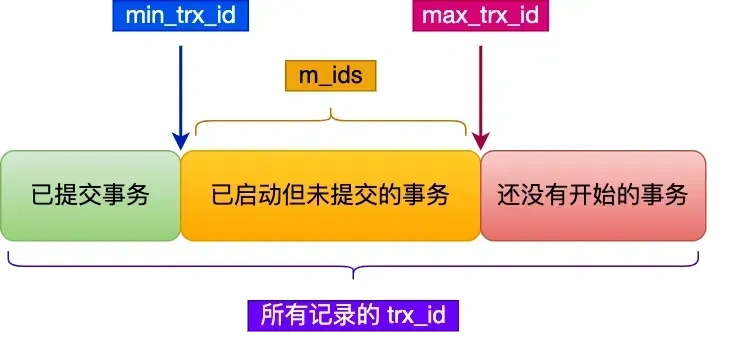 min_trx_id
max_trx_id
m_ids
已提交事务
已启动但未提交的事务
还没有开始的事务
所有记录的 trx_id